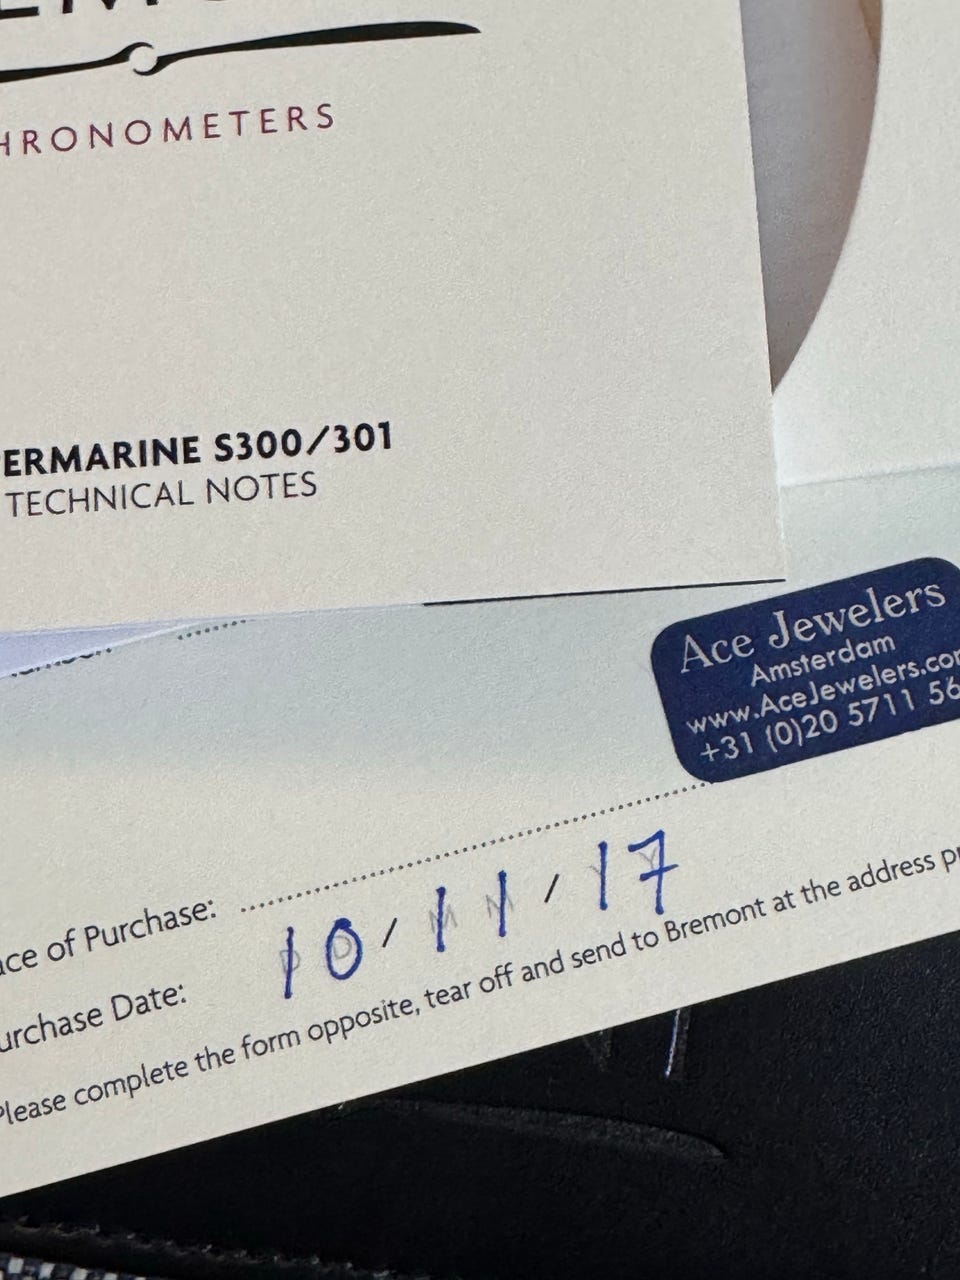 HRONOMETERS
ERMARINE S300/301
TECHNICAL NOTES
Ace Jewelers
Amsterdam
www.AceJewelers.com
+31 (0)20 5711 56
ace of Purchase:
urchase Date: 10/11/17
Please complete the form opposite, tear off and send to Bremont at the address pr